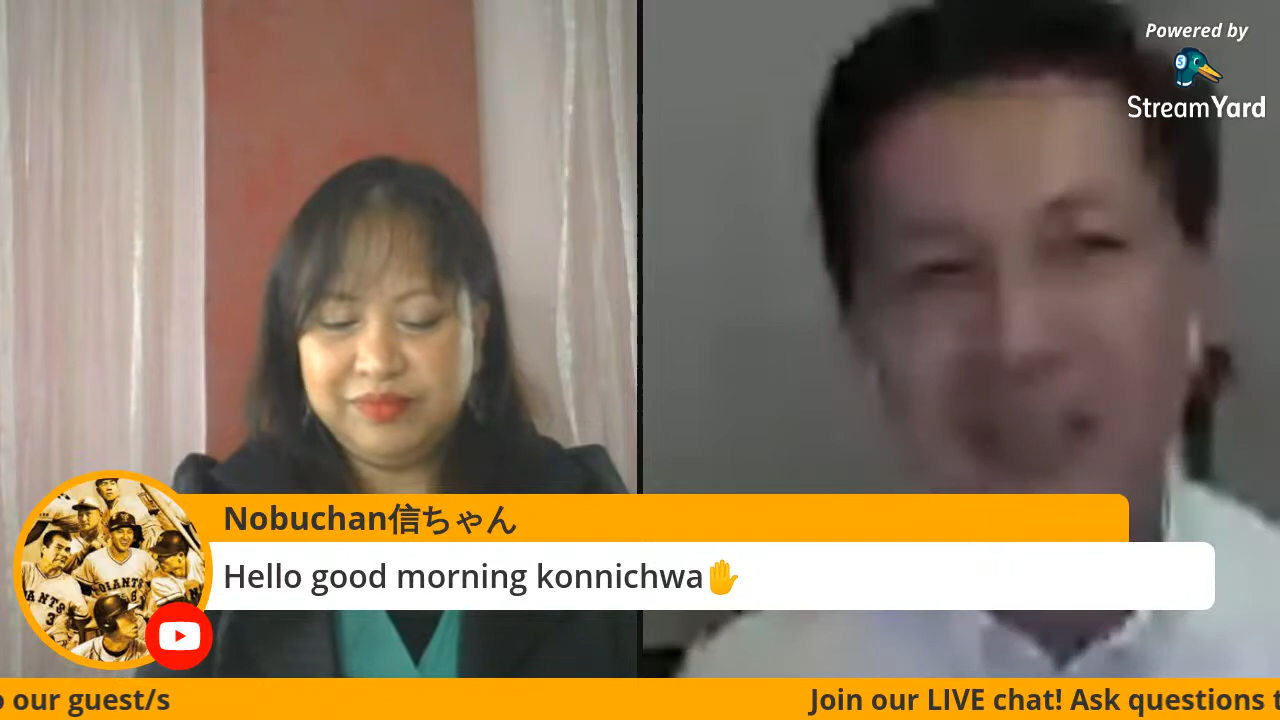 Powered by
StreamYard
Nobuchan信ちゃん
Hello good morning konnichwa🤚
GIANTS
o our guest/s
Join our LIVE chat! Ask questions t